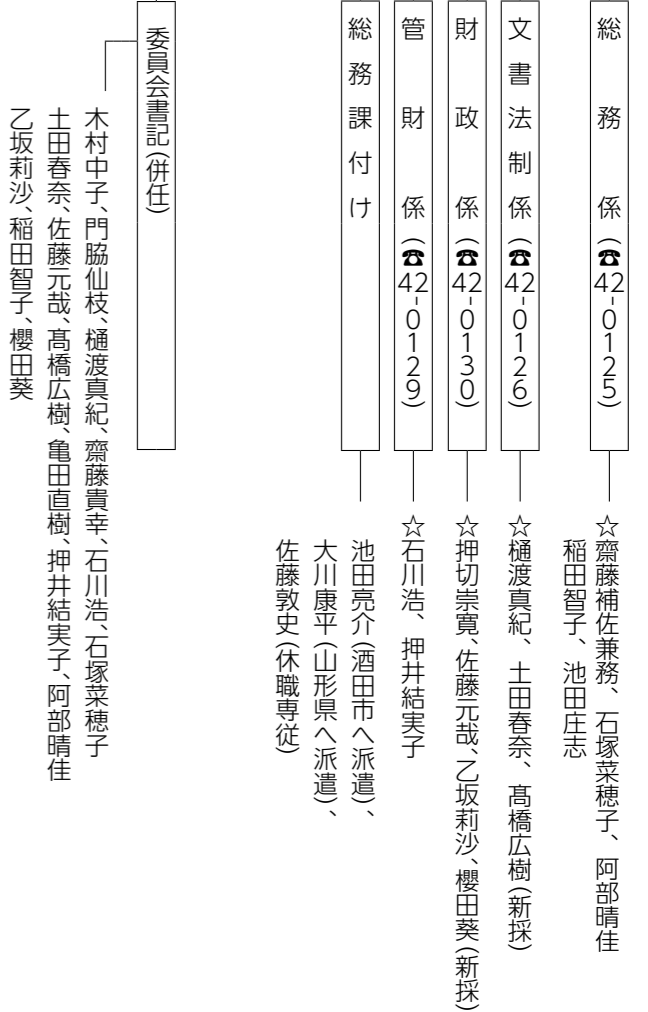 総務係(☎42-0125)
☆齋藤補佐兼務、石塚菜穂子、阿部晴佳
稲田智子、池田庄志
文書法制係(☎42-0126)
☆樋渡真紀、土田春奈、髙橋広樹(新採)
財政係(☎42-0130)
☆押切崇寛、佐藤元哉、乙坂莉沙、櫻田葵(新採)
管財係(☎42-0129)
☆石川浩、押井結実子
総務課付け
池田亮介(酒田市へ派遣)、
大川康平(山形県へ派遣)、
佐藤敦史(休職専従)
委員会書記(併任)
木村中子、門脇仙枝、樋渡真紀、齋藤貴幸、石川浩、石塚菜穂子
土田春奈、佐藤元哉、髙橋広樹、亀田直樹、押井結実子、阿部晴佳
乙坂莉沙、稲田智子、櫻田葵